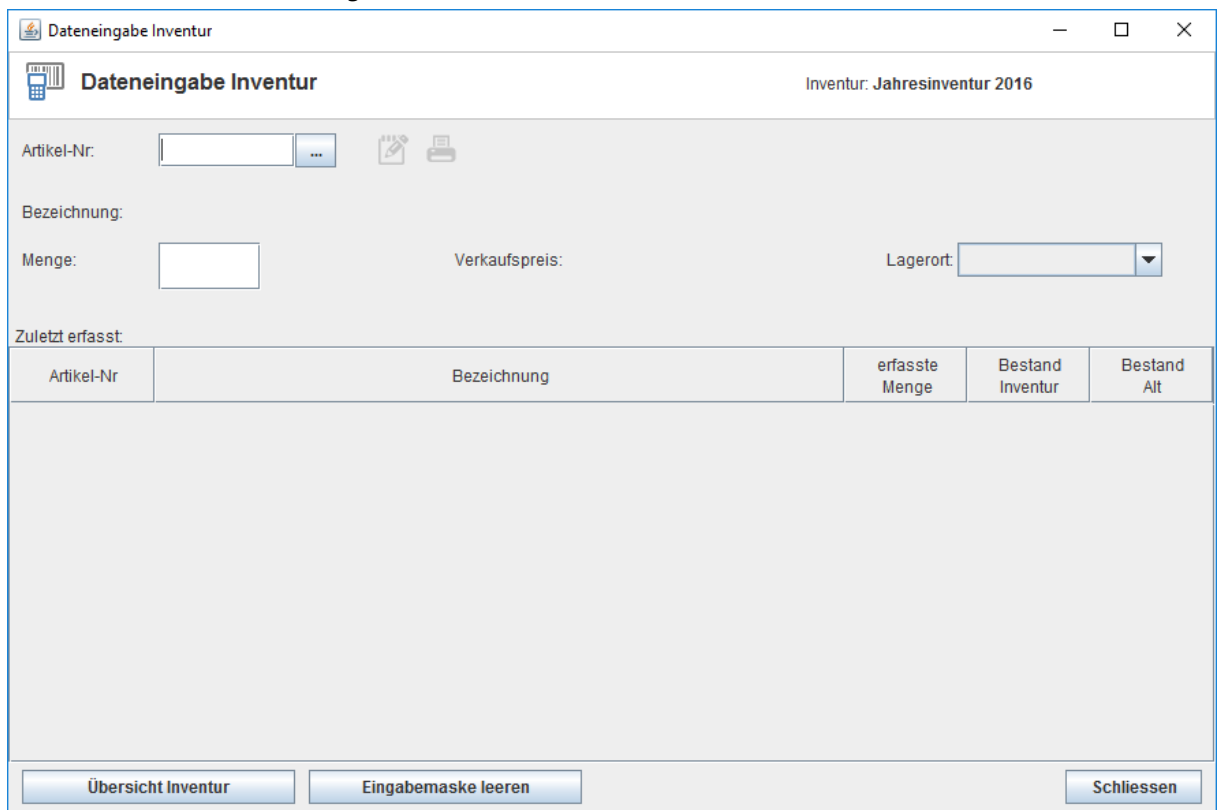 Dateneingabe Inventur
Dateneingabe Inventur Inventur: Jahresinventur 2016
Artikel-Nr: ...
Bezeichnung:
Menge: Verkaufspreis: Lagerort:
Zuletzt erfasst:
Artikel-Nr Bezeichnung erfasste Menge Bestand Inventur Bestand Alt
Übersicht Inventur Eingabemaske leeren Schliessen